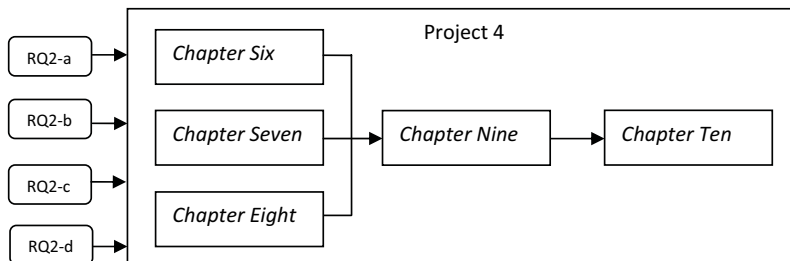 Project 4
RQ2-a
Chapter Six
RQ2-b
Chapter Seven
Chapter Nine
Chapter Ten
RQ2-c
Chapter Eight
RQ2-d